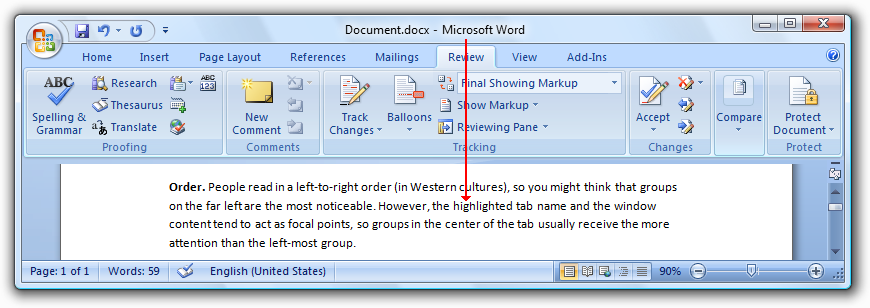 Document.docx - Microsoft Word
Home Insert Page Layout References Mailings Review View Add-Ins
ABC Spelling & Grammar
Research
Thesaurus
Translate
ABC 123
Proofing
New Comment
Comments
Track Changes
Balloons
Final Showing Markup
Show Markup
Reviewing Pane
Tracking
Accept
Changes
Compare
Protect Document
Protect
Order. People read in a left-to-right order (in Western cultures), so you might think that groups
on the far left are the most noticeable. However, the highlighted tab name and the window
content tend to act as focal points, so groups in the center of the tab usually receive the more
attention than the left-most group.
Page: 1 of 1 Words: 59 English (United States) 90%